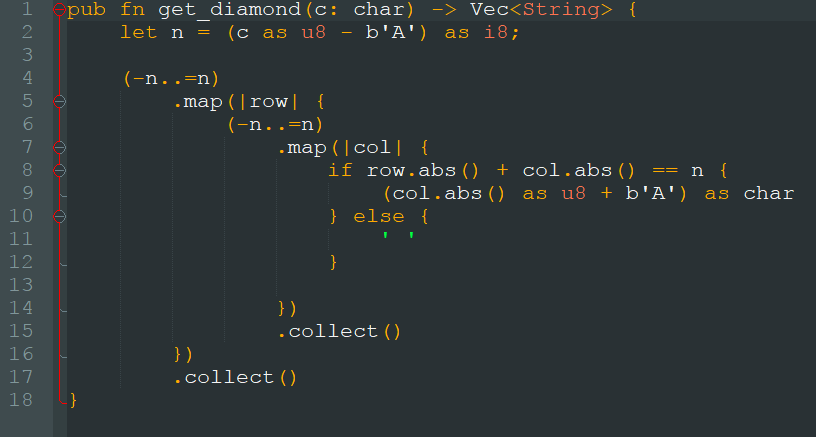 1 pub fn get_diamond(c: char) -> Vec<String> {
2     let n = (c as u8 - b'A') as i8;
3
4     (-n..=n)
5         .map(|row| {
6             (-n..=n)
7                 .map(|col| {
8                     if row.abs() + col.abs() == n {
9                         (col.abs() as u8 + b'A') as char
10                     } else {
11                         ' '
12                     }
13
14                 })
15                 .collect()
16         })
17         .collect()
18 }